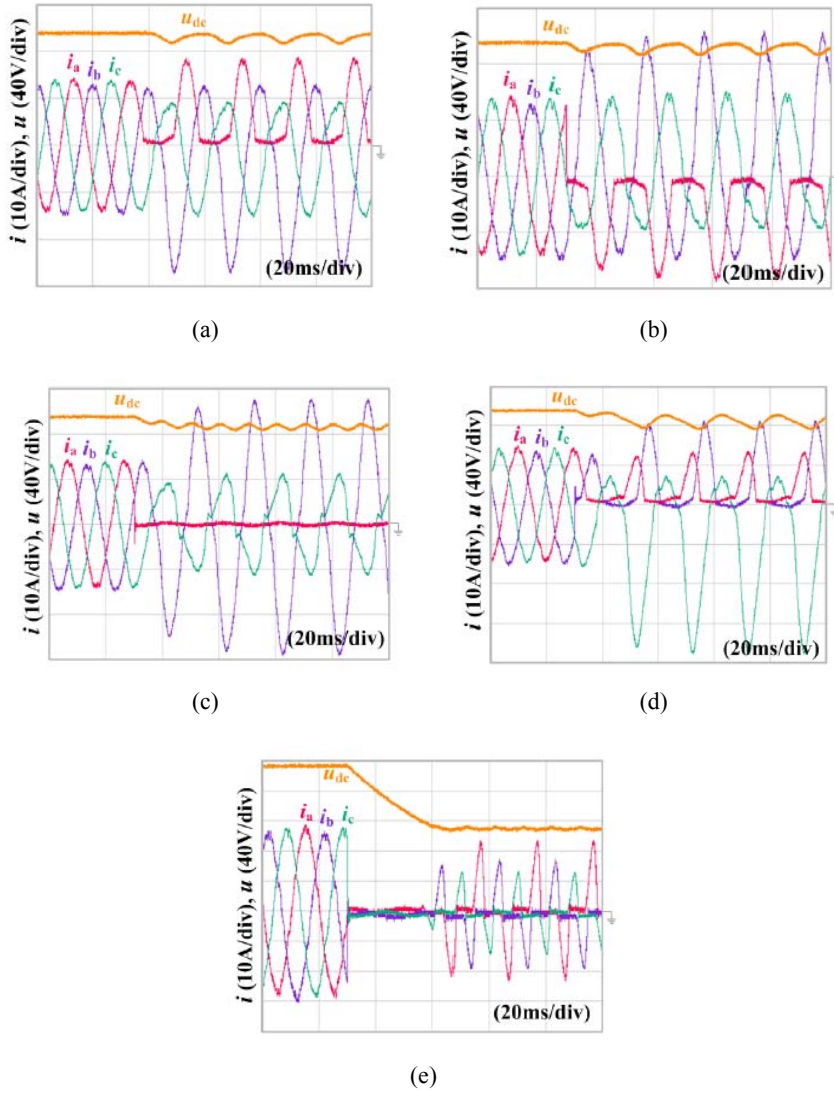 u_dc
i_a i_b i_c
i (10A/div), u (40V/div)
(20ms/div)
(a)
u_dc
i_a i_b i_c
i (10A/div), u (40V/div)
(20ms/div)
(b)
u_dc
i_a i_b i_c
i (10A/div), u (40V/div)
(20ms/div)
(c)
u_dc
i_a i_b i_c
i (10A/div), u (40V/div)
(20ms/div)
(d)
u_dc
i_a i_b i_c
i (10A/div), u (40V/div)
(20ms/div)
(e)